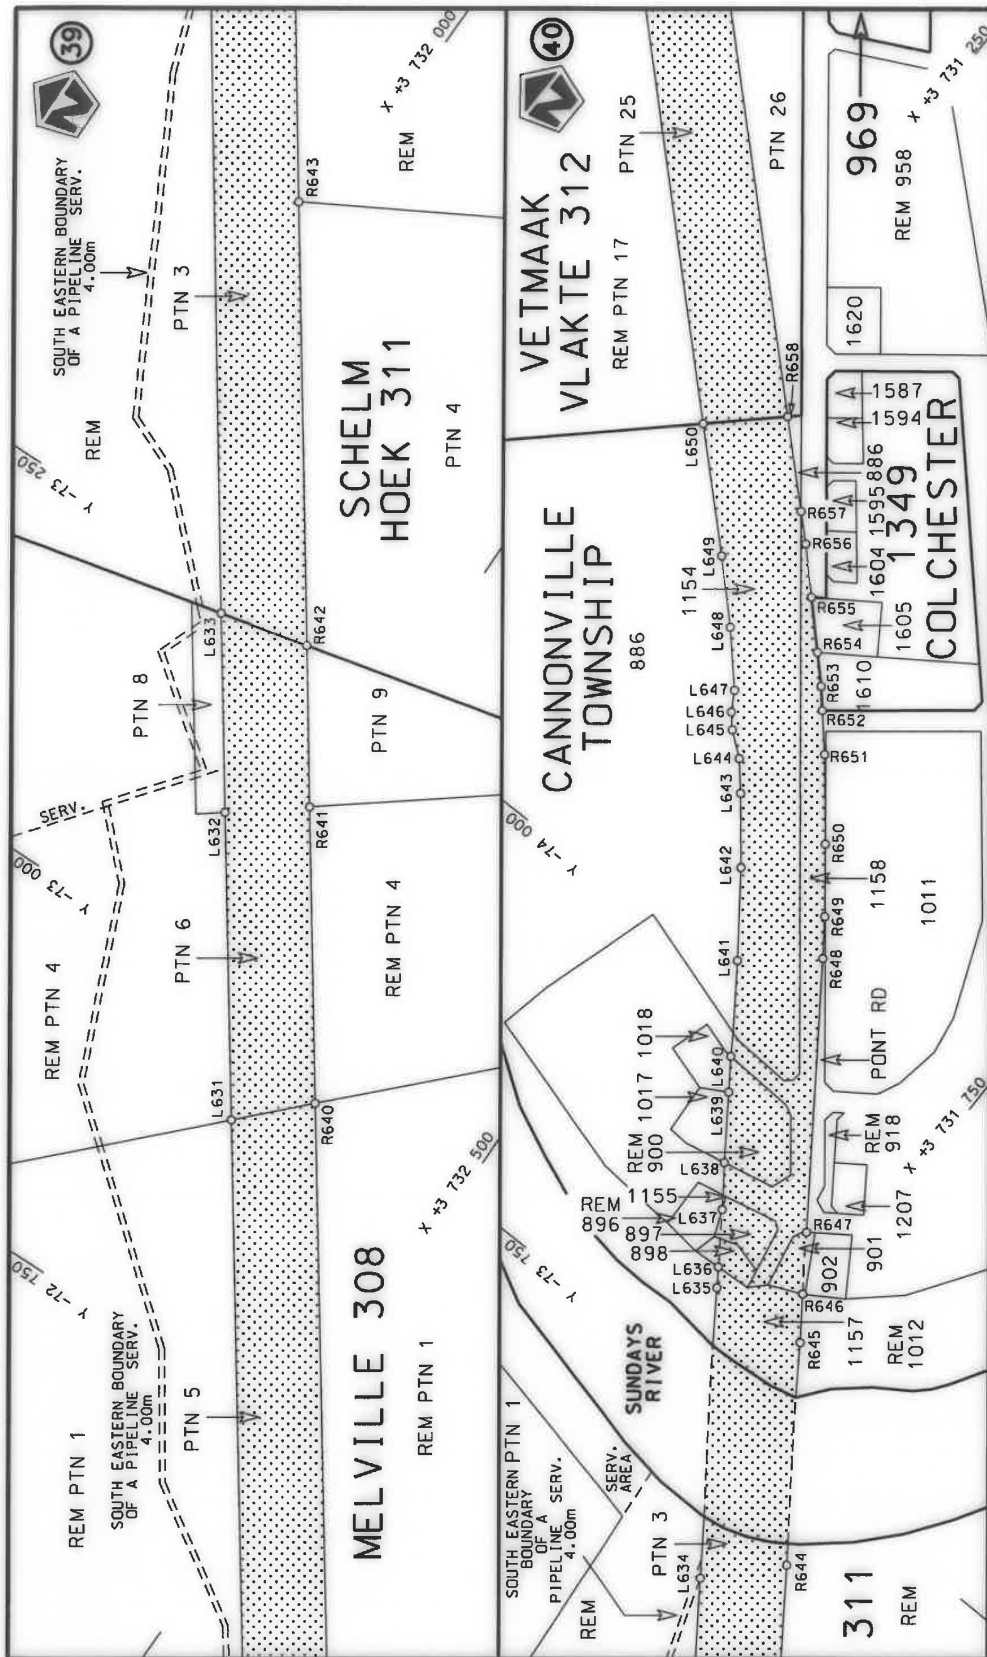 39
SOUTH EASTERN BOUNDARY
OF A PIPELINE SERV.
4.00m
X +3 732 000
REM
PTN 3
R643
Y -73 250
REM
SCHELM
HOEK 311
PTN 4
L633
R642
PTN 8
PTN 9
SERV.
L632
R641
Y -73 000
PTN 6
REM PTN 4
REM PTN 4
L631
R640
X +3 732 500
Y -72 750
SOUTH EASTERN BOUNDARY
OF A PIPELINE SERV.
4.00m
PTN 5
REM PTN 1
MELVILLE 308
REM PTN 1
40
PTN 25
PTN 26
969
X +3 731 250
REM 958
VETMAAK
VLAKTE 312
REM PTN 17
1620
R658
L650
1587
1594
886
1595
1604
1349
COLCHESTER
R657
R656
L649
1154
L648
R655
R654
1605
R653
1610
R652
CANNONVILLE
TOWNSHIP
886
L647
L646
L645
L644
R651
L643
Y -74 000
R650
L642
1158
R649
1011
R648
L641
1018
1017
L640
PONT RD
L639
REM
900
L638
REM
918
X +3 731 750
1155
REM
896
L637
897
898
R647
1207
901
902
L636
L635
R646
Y -73 750
1157
R645
REM
1012
SUNDAYS
RIVER
PTN 1
SOUTH EASTERN
BOUNDARY
OF A
PIPELINE SERV.
4.00m
SERV.
AREA
PTN 3
L634
R644
REM
311
REM